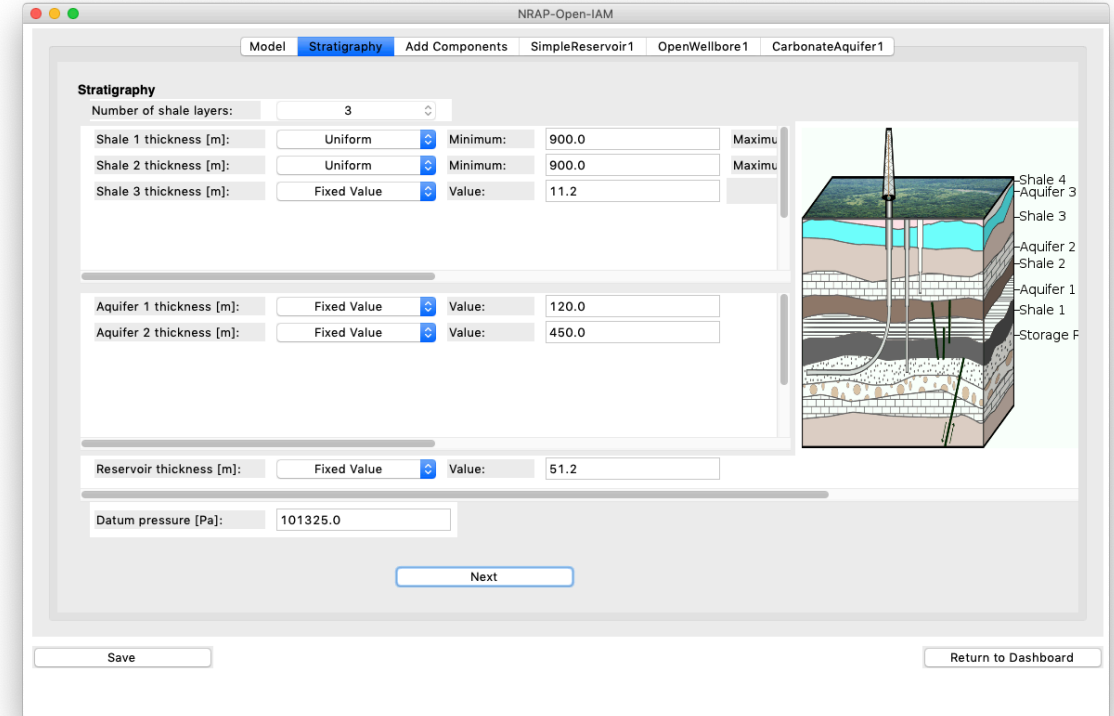 NRAP-Open-IAM
Model Stratigraphy Add Components SimpleReservoir1 OpenWellbore1 CarbonateAquifer1
Stratigraphy
Number of shale layers: 3
Shale 1 thickness [m]: Uniform Minimum: 900.0 Maximu
Shale 2 thickness [m]: Uniform Minimum: 900.0 Maximu
Shale 3 thickness [m]: Fixed Value Value: 11.2
Aquifer 1 thickness [m]: Fixed Value Value: 120.0
Aquifer 2 thickness [m]: Fixed Value Value: 450.0
Reservoir thickness [m]: Fixed Value Value: 51.2
Datum pressure [Pa]: 101325.0
Shale 4
Aquifer 3
Shale 3
Aquifer 2
Shale 2
Aquifer 1
Shale 1
Storage
Next
Save Return to Dashboard